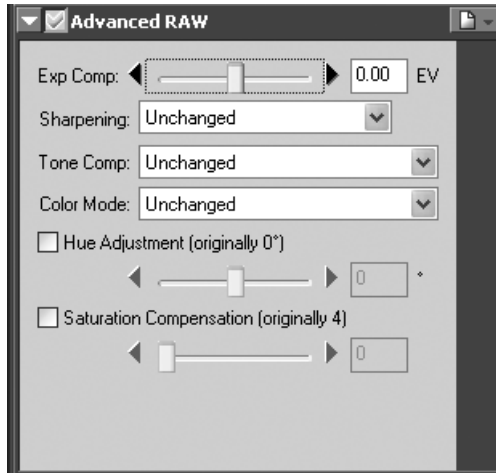 Advanced RAW
Exp Comp: 0.00 EV
Sharpening: Unchanged
Tone Comp: Unchanged
Color Mode: Unchanged
Hue Adjustment (originally 0°)
0 °
Saturation Compensation (originally 4)
0